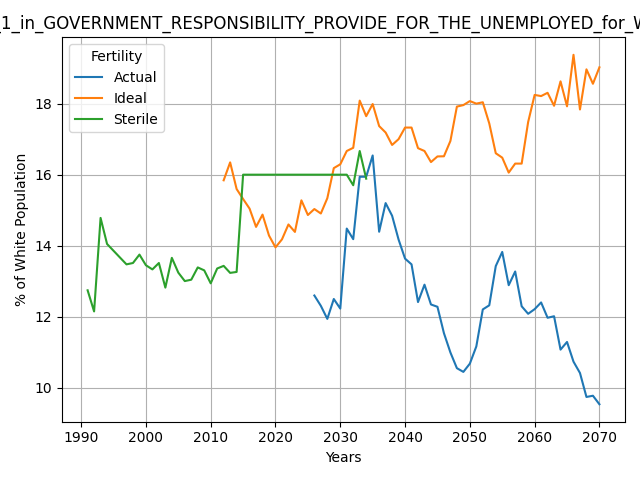 _1_in_GOVERNMENT_RESPONSIBILITY_PROVIDE_FOR_THE_UNEMPLOYED_for_W
Fertility
Actual
Ideal
Sterile
% of White Population
18
16
14
12
10
1990 2000 2010 2020 2030 2040 2050 2060 2070
Years